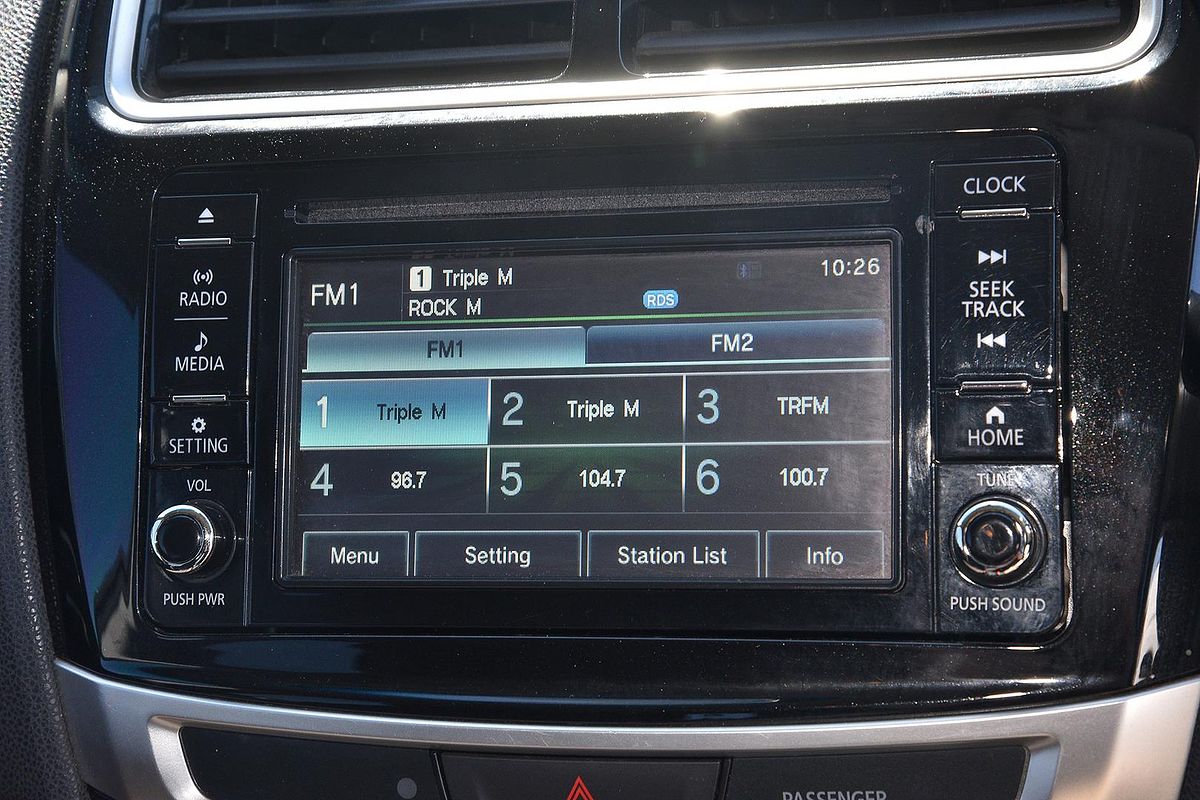 CLOCK
RADIO
MEDIA
SETTING
VOL
PUSH PWR
FM1
1 Triple M
ROCK M
RDS
10:26
FM1
FM2
1 Triple M
2 Triple M
3 TRFM
4 96.7
5 104.7
6 100.7
Menu
Setting
Station List
Info
SEEK
TRACK
HOME
TUNE
PUSH SOUND
PASSENGER